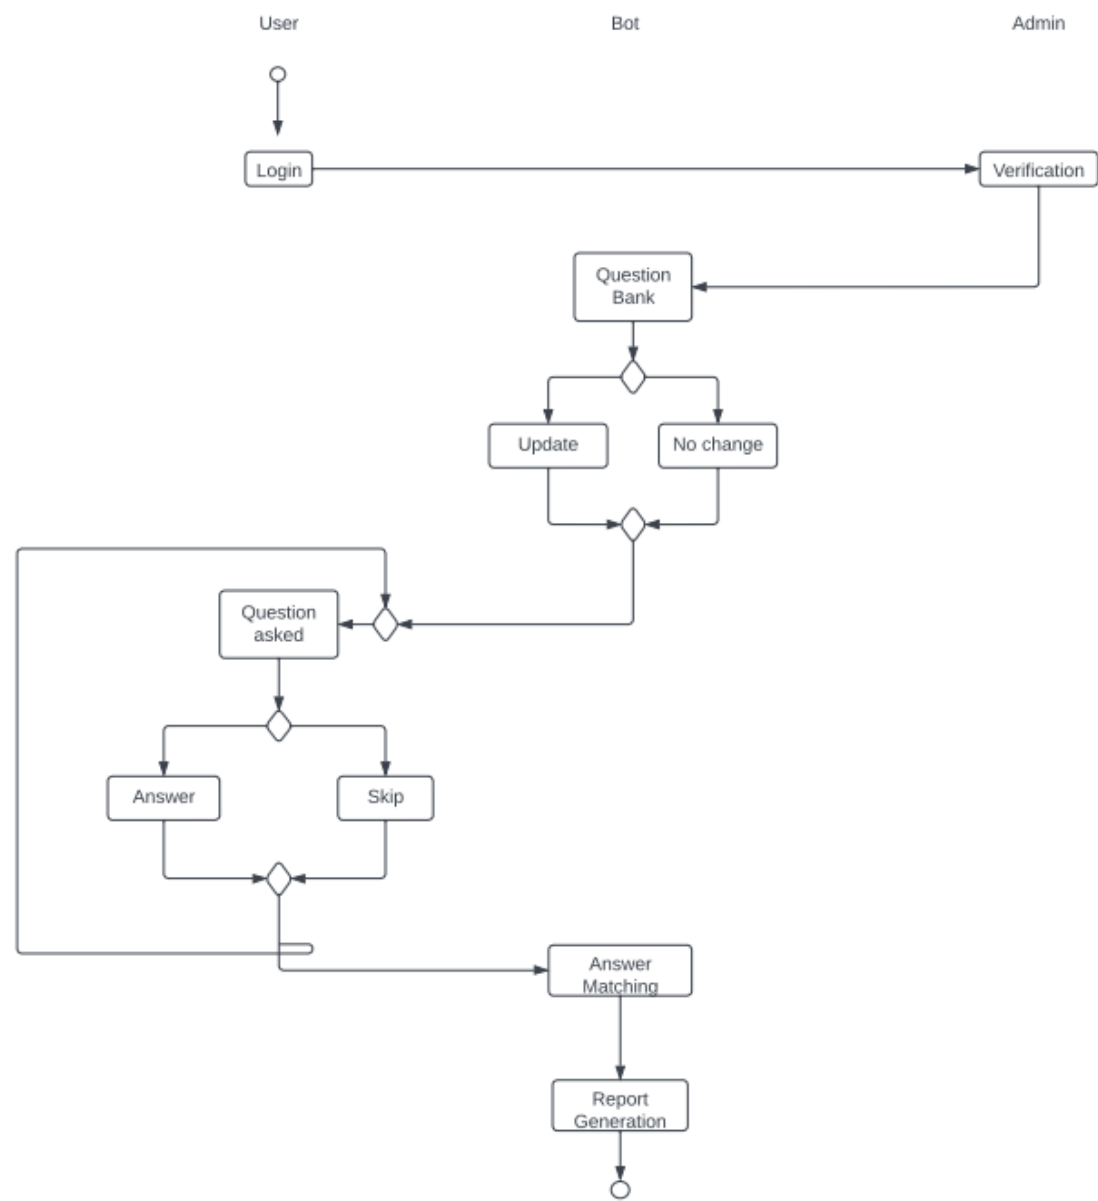 User
Bot
Admin
Login
Verification
Question
Bank
Update
No change
Question
asked
Answer
Skip
Answer
Matching
Report
Generation